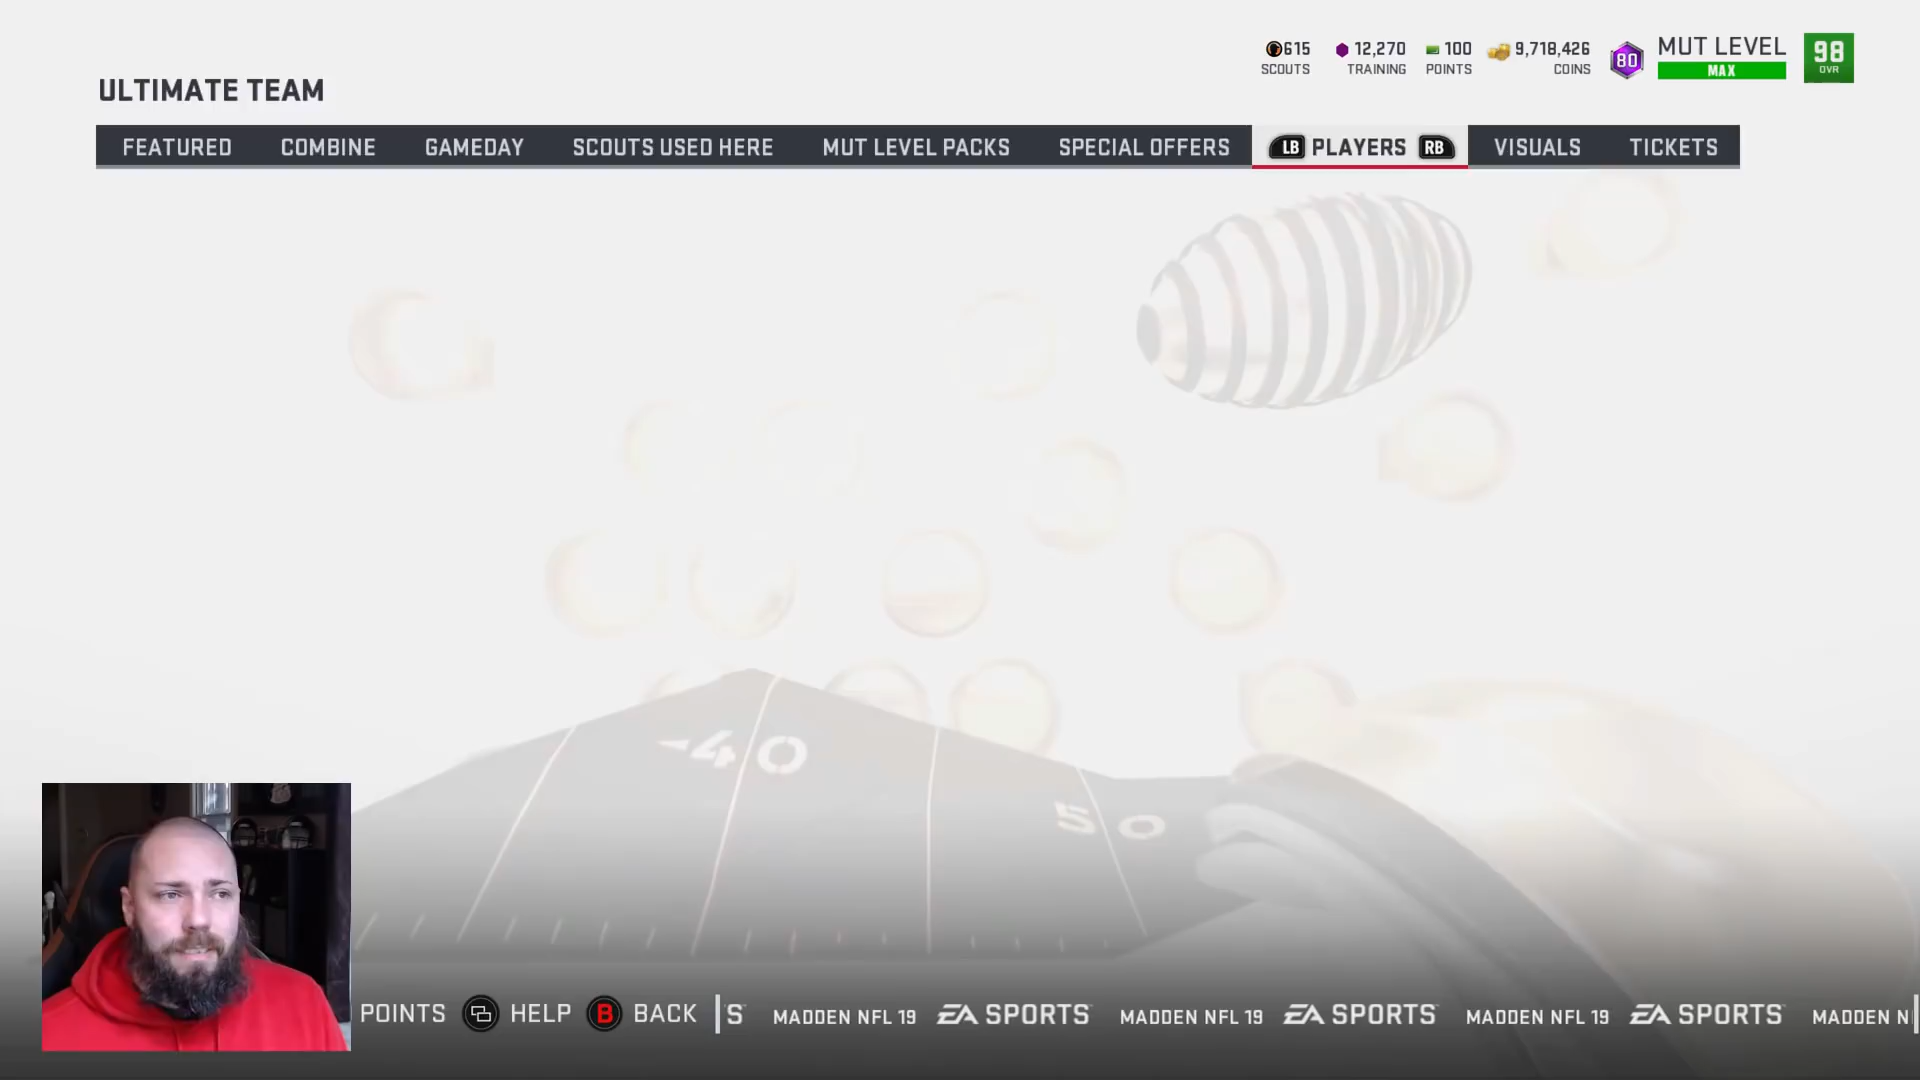 615 12,270 100 9,718,426 80 MUT LEVEL 98
SCOUTS TRAINING POINTS COINS MAX OVR
ULTIMATE TEAM
FEATURED COMBINE GAMEDAY SCOUTS USED HERE MUT LEVEL PACKS SPECIAL OFFERS LB PLAYERS RB VISUALS TICKETS
40
50
POINTS HELP B BACK 'S MADDEN NFL 19 EA SPORTS MADDEN NFL 19 EA SPORTS MADDEN NFL 19 EA SPORTS MADDEN N